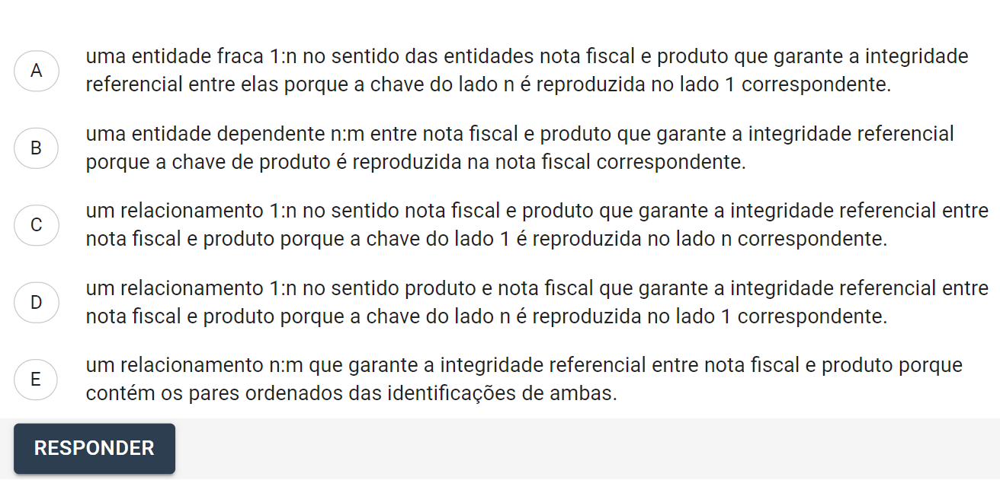 A
uma entidade fraca 1:n no sentido das entidades nota fiscal e produto que garante a integridade
referencial entre elas porque a chave do lado n é reproduzida no lado 1 correspondente.
B
uma entidade dependente n:m entre nota fiscal e produto que garante a integridade referencial
porque a chave de produto é reproduzida na nota fiscal correspondente.
C
um relacionamento 1:n no sentido nota fiscal e produto que garante a integridade referencial entre
nota fiscal e produto porque a chave do lado 1 é reproduzida no lado n correspondente.
D
um relacionamento 1:n no sentido produto e nota fiscal que garante a integridade referencial entre
nota fiscal e produto porque a chave do lado n é reproduzida no lado 1 correspondente.
E
um relacionamento n:m que garante a integridade referencial entre nota fiscal e produto porque
contém os pares ordenados das identificações de ambas.
RESPONDER